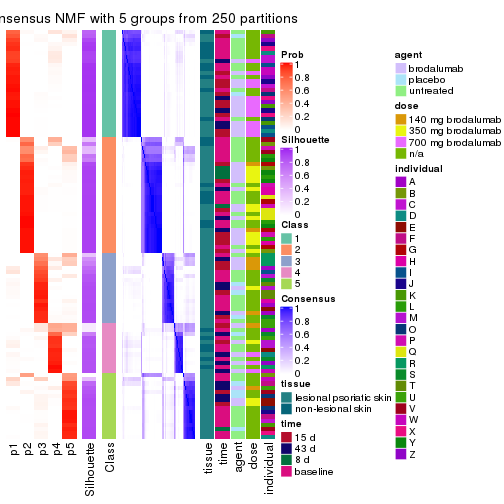 nsensus NMF with 5 groups from 250 partitions
Prob
1
0.8
0.6
0.4
0.2
0
Silhouette
1
0.8
0.6
0.4
0.2
0
Class
1
2
3
4
5
Consensus
1
0.8
0.6
0.4
0.2
0
tissue
lesional psoriatic skin
non-lesional skin
time
15 d
43 d
8 d
baseline
agent
brodalumab
placebo
untreated
dose
140 mg brodalumab
350 mg brodalumab
700 mg brodalumab
n/a
individual
A
B
C
D
E
F
G
H
I
J
K
L
M
O
P
Q
R
S
T
U
V
W
X
Y
Z
p1
p2
p3
p4
p5
Silhouette
Class
tissue
time
agent
dose
individual